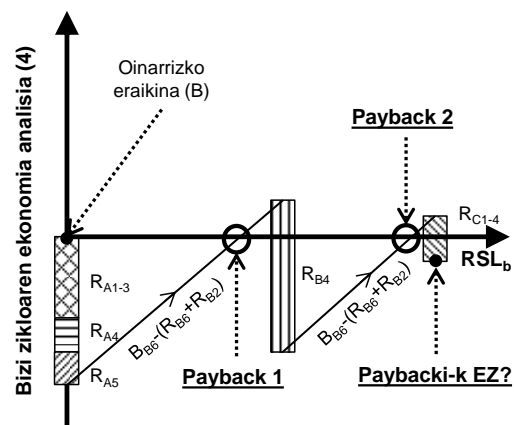 Bizi zikloaren ekonomia analisia (4)
Oinarrizko
eraikina (B)
Payback 2
R_C1-4
RSL_b
R_A1-3
R_A4
R_A5
B_B6-(R_B6+R_B2)
R_B4
B_B6-(R_B6+R_B2)
Payback 1
Paybacki-k EZ?